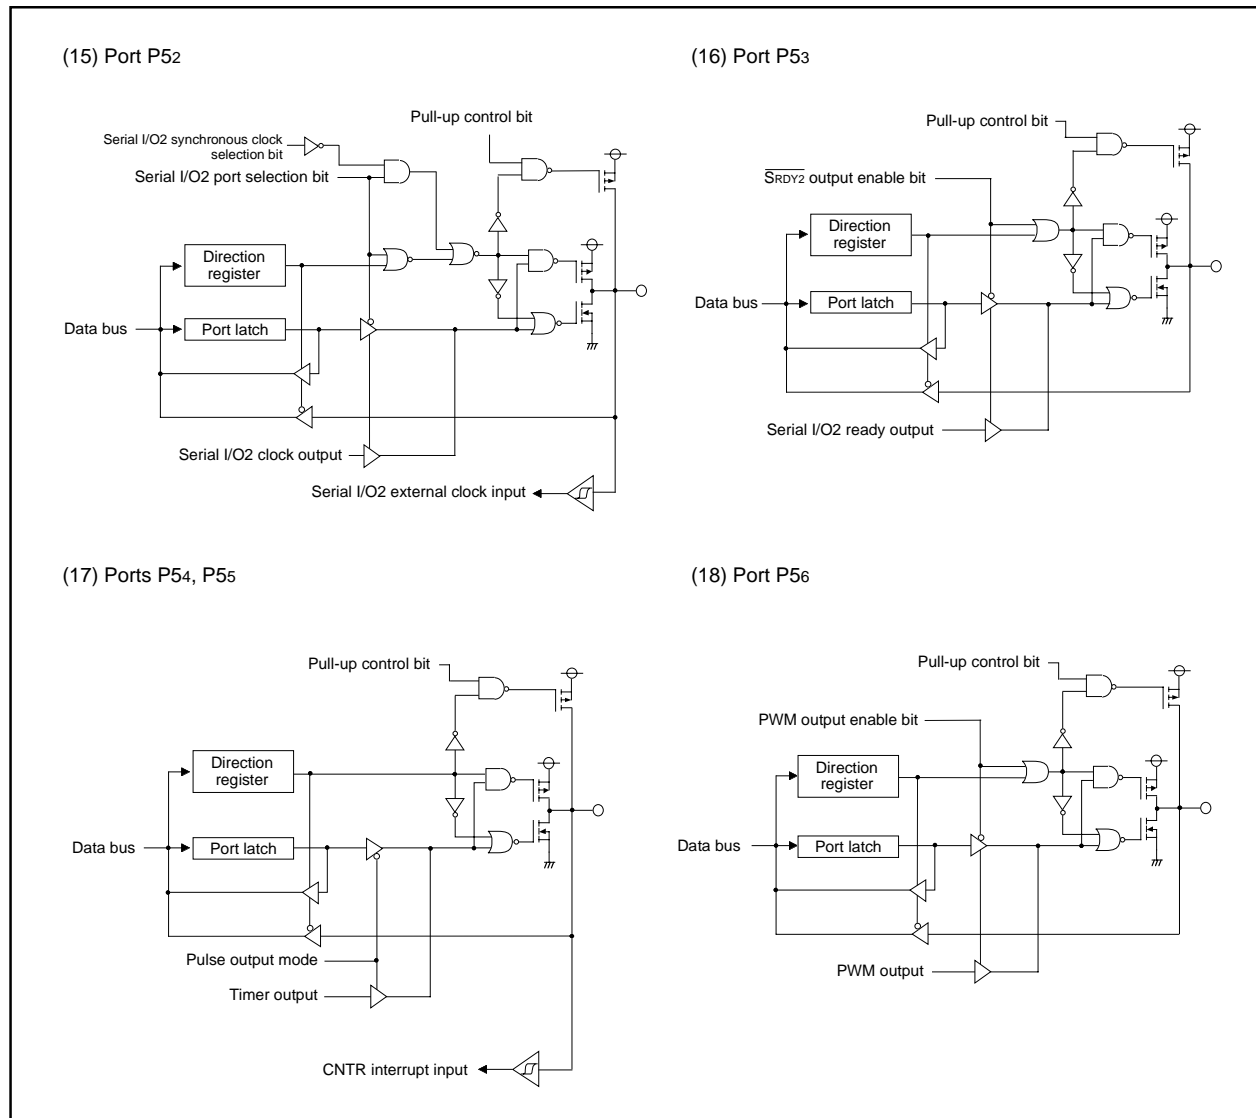 (15) Port P52
Pull-up control bit
Serial I/O2 synchronous clock
selection bit
Serial I/O2 port selection bit
Direction
register
Data bus
Port latch
Serial I/O2 clock output
Serial I/O2 external clock input
(16) Port P53
Pull-up control bit
SRDY2 output enable bit
Direction
register
Data bus
Port latch
Serial I/O2 ready output
(17) Ports P54, P55
Pull-up control bit
Direction
register
Data bus
Port latch
Pulse output mode
Timer output
CNTR interrupt input
(18) Port P56
Pull-up control bit
PWM output enable bit
Direction
register
Data bus
Port latch
PWM output